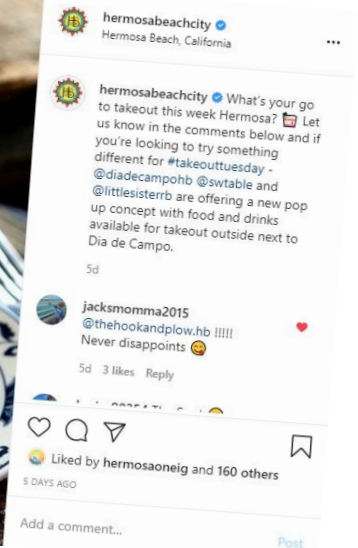 hermosabeachcity
Hermosa Beach, California
hermosabeachcity What's your go
to takeout this week Hermosa? 🥡 Let
us know in the comments below and if
you're looking to try something
different for #takeouttuesday -
@diadecampohb @swtable and
@littlesisterrb are offering a new pop
up concept with food and drinks
available for takeout outside next to
Dia de Campo.
5d
jacksmomma2015
@thehookandplow.hb !!!!!
Never disappoints 😋
5d 3 likes Reply
Liked by hermosaoneig and 160 others
5 DAYS AGO
Add a comment...
Post